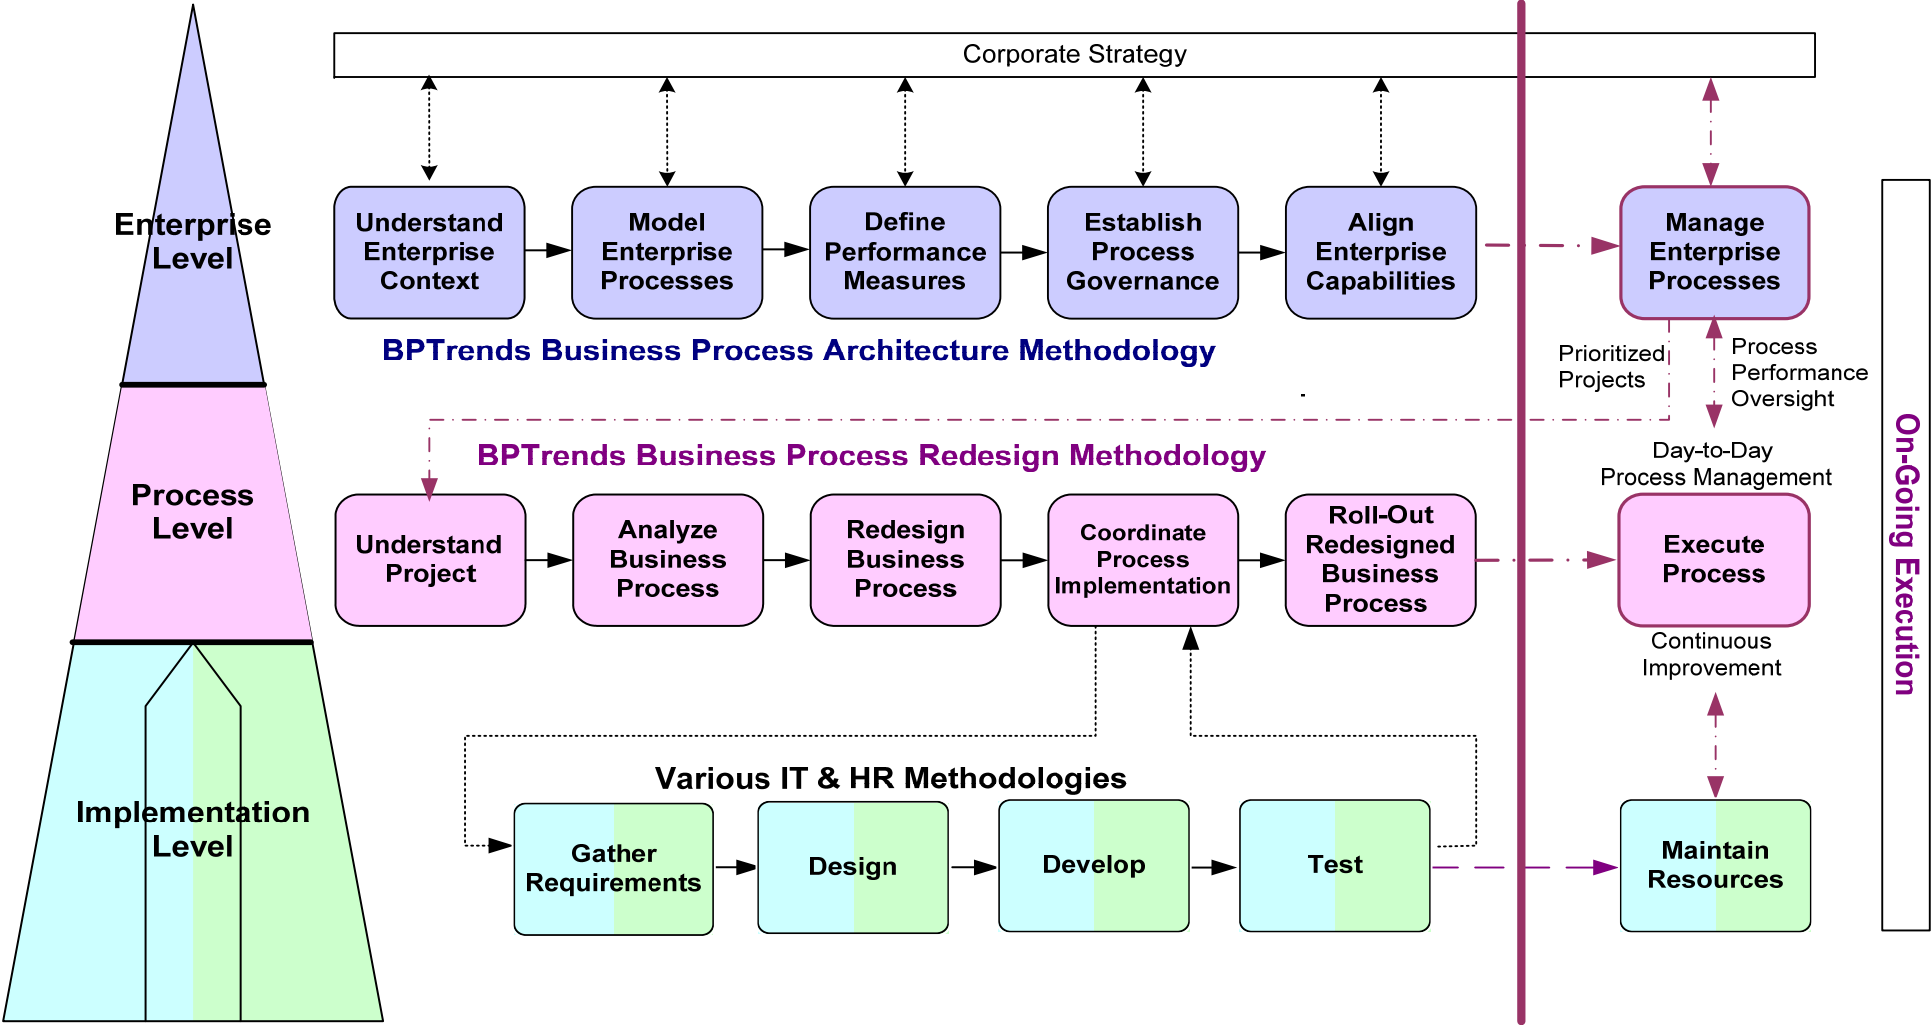 Corporate Strategy
Enterprise
Level
Understand
Enterprise
Context
Model
Enterprise
Processes
Define
Performance
Measures
Establish
Process
Governance
Align
Enterprise
Capabilities
Manage
Enterprise
Processes
BPTrends Business Process Architecture Methodology
Prioritized
Projects
Process
Performance
Oversight
BPTrends Business Process Redesign Methodology
Day-to-Day
Process Management
Process
Level
Understand
Project
Analyze
Business
Process
Redesign
Business
Process
Coordinate
Process
Implementation
Roll-Out
Redesigned
Business
Process
Execute
Process
Continuous
Improvement
On-Going Execution
Various IT & HR Methodologies
Implementation
Level
Gather
Requirements
Design
Develop
Test
Maintain
Resources